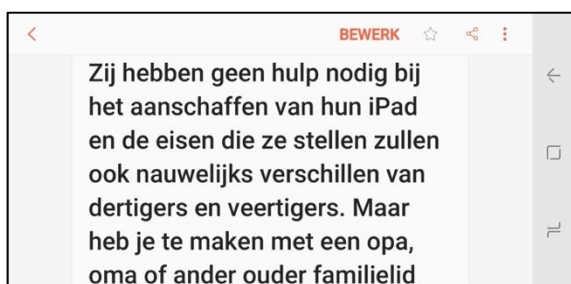 BEWERK
Zij hebben geen hulp nodig bij
het aanschaffen van hun iPad
en de eisen die ze stellen zullen
ook nauwelijks verschillen van
dertigers en veertigers. Maar
heb je te maken met een opa,
oma of ander ouder familielid